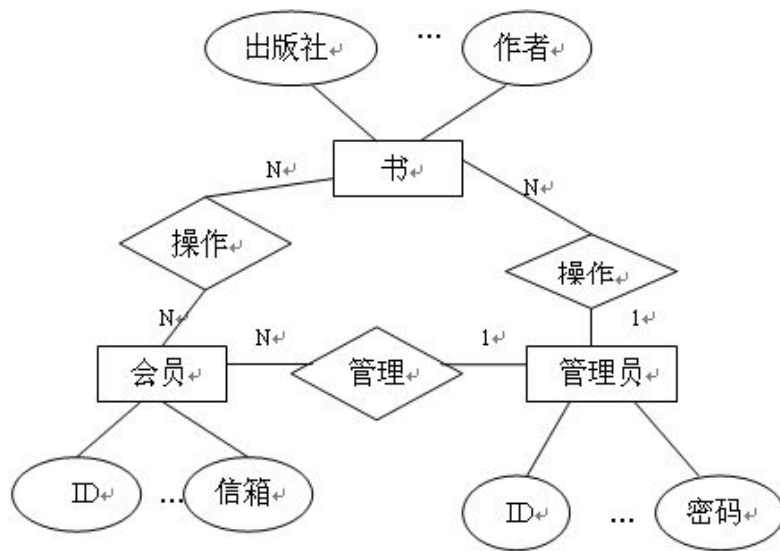 出版社 ... 作者
书
N N
操作 操作
N N 1 1
会员 管理 管理员
ID ... 信箱 ID ... 密码